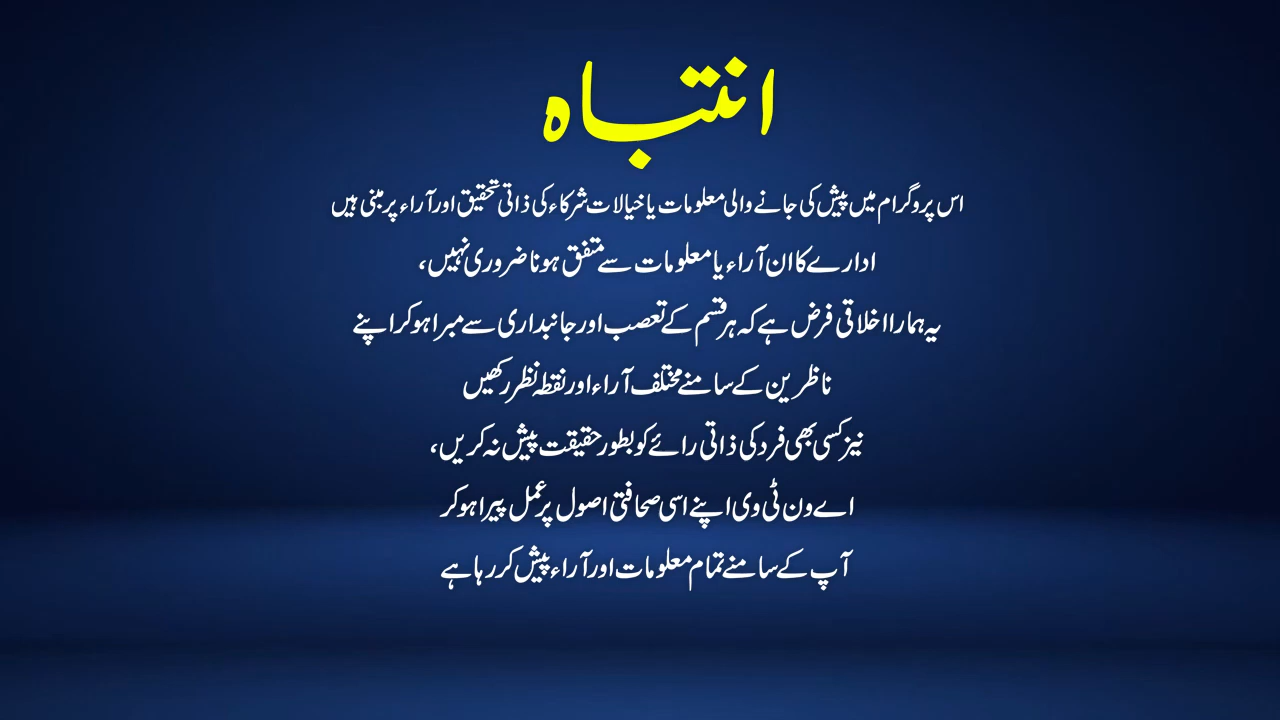 انتباہ
اس پروگرام میں پیش کی جانے والی معلومات یا خیالات شرکاء کی ذاتی تحقیق اور آراء پر مبنی ہیں
ادارے کا ان آراء یا معلومات سے متفق ہونا ضروری نہیں،
یہ ہمارا اخلاقی فرض ہے کہ ہر قسم کے تعصب اور جانبداری سے مبرا ہو کر اپنے
ناظرین کے سامنے مختلف آراء اور نقطہ نظر رکھیں
نیز کسی بھی فرد کی ذاتی رائے کو بطور حقیقت پیش نہ کریں،
اے ون ٹی وی اپنے اسی صحافتی اصول پر عمل پیرا ہو کر
آپ کے سامنے تمام معلومات اور آراء پیش کر رہا ہے